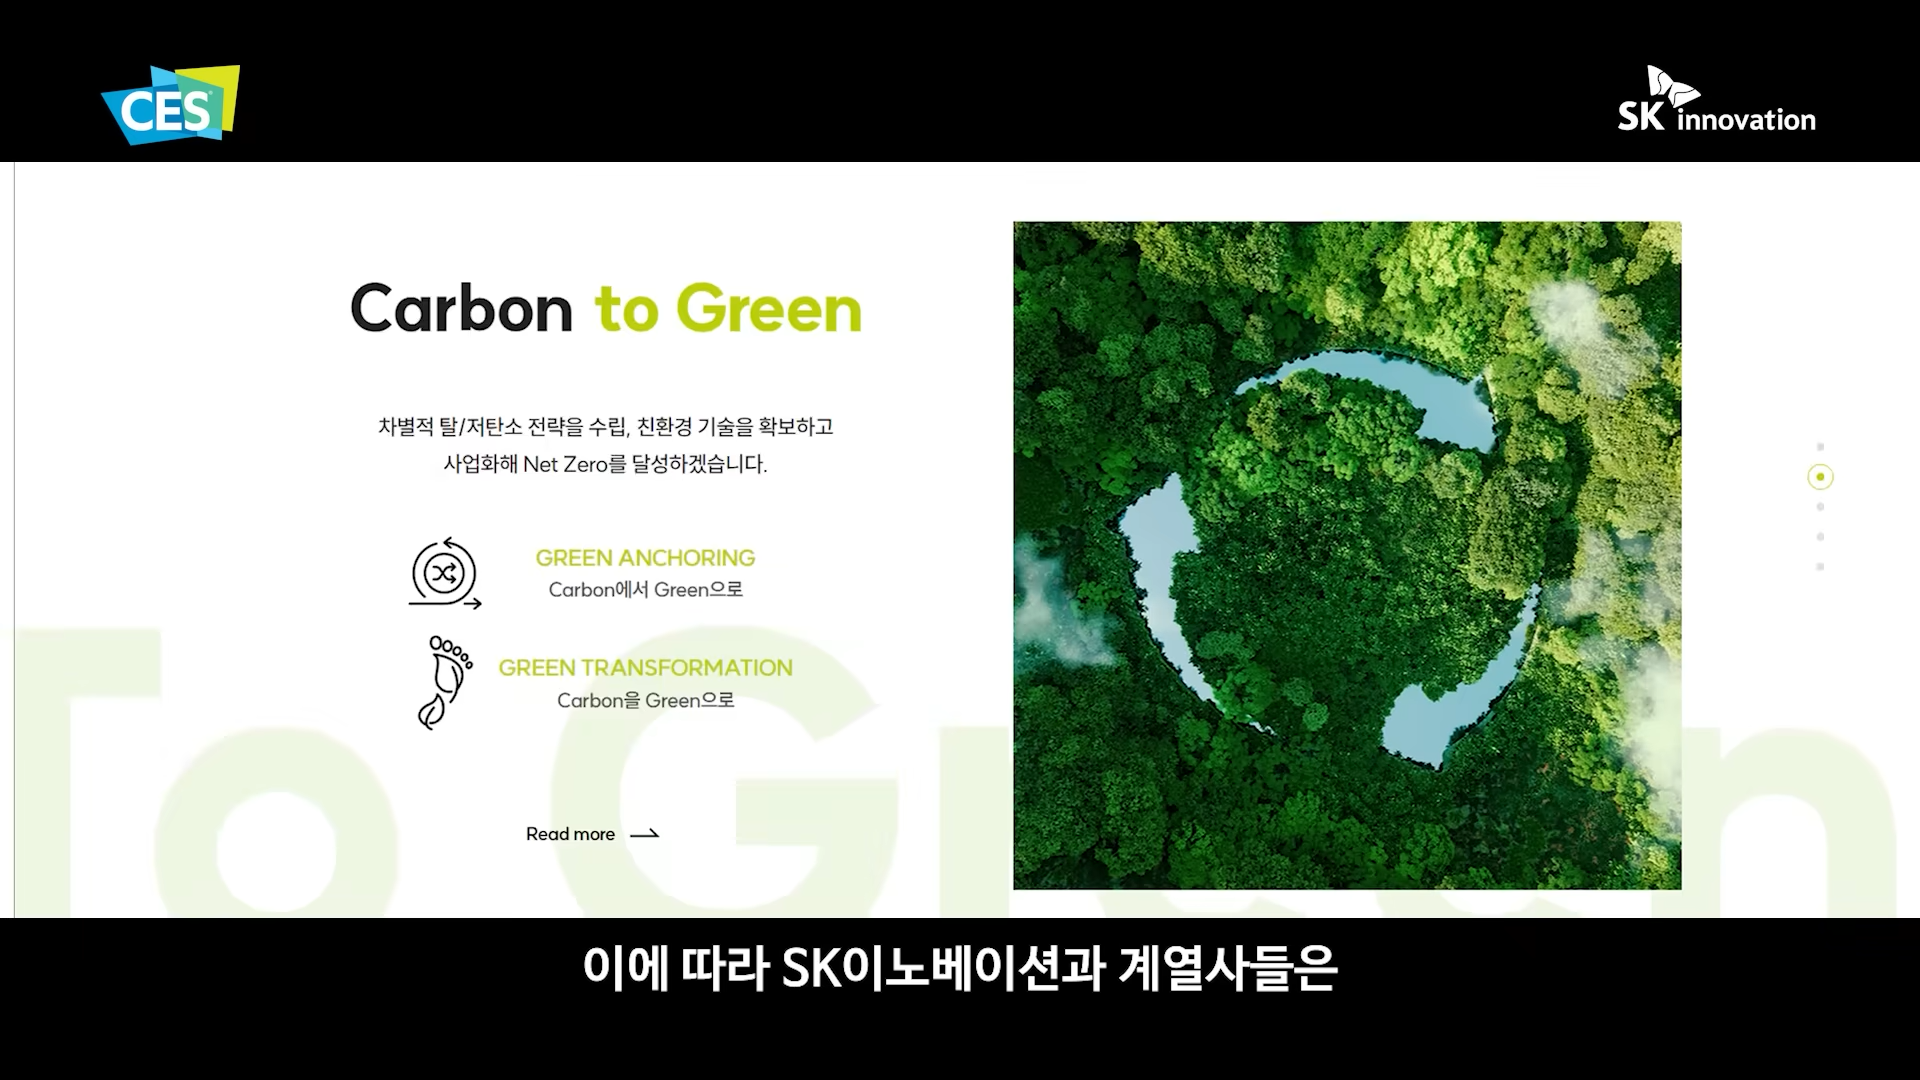 CES
SK innovation
Carbon to Green
차별적 탈/저탄소 전략을 수립, 친환경 기술을 확보하고
사업화해 Net Zero를 달성하겠습니다.
GREEN ANCHORING
Carbon에서 Green으로
GREEN TRANSFORMATION
Carbon을 Green으로
Read more
To Green
이에 따라 SK이노베이션과 계열사들은